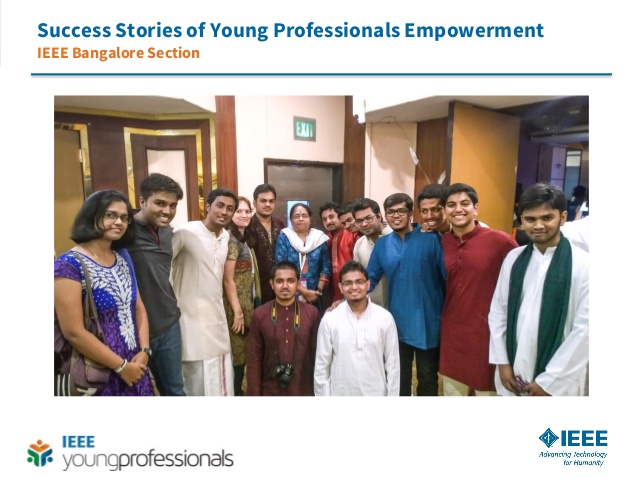 Success Stories of Young Professionals Empowerment
IEEE Bangalore Section
EXIT
IEEE
youngprofessionals
IEEE
Advancing Technology
for Humanity